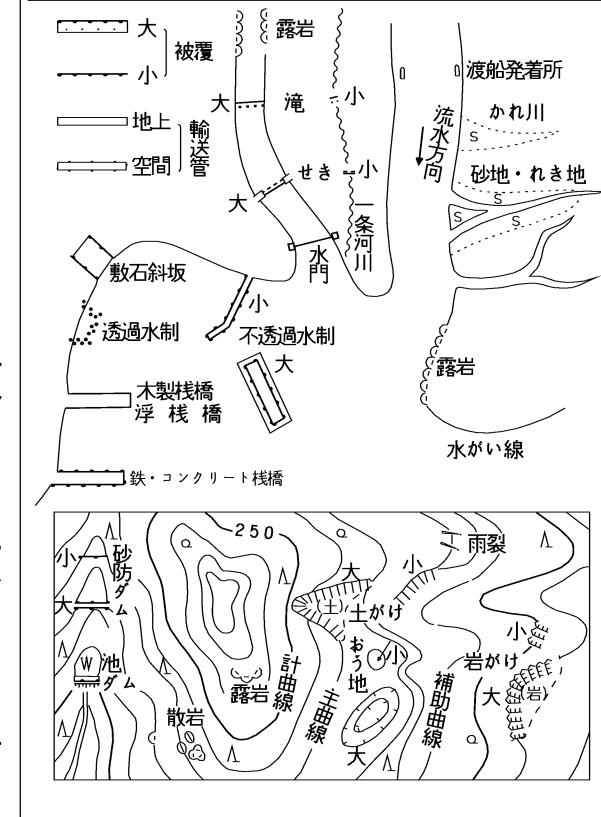 大
被覆
小
地上
輸送管
空間
露岩
大 滝 小
せき 小
大
水門
一条河川
渡船発着所
流水方向
かれ川
S
砂地・れき地
S
S
S
敷石斜坂
小
透過水制
不透過水制
大
木製桟橋
浮桟橋
鉄・コンクリート桟橋
露岩
水がい線
250
小 砂防ダム
大
W 池ダム
散岩
露岩
計曲線
主曲線
大
(土) 土がけ
小
おう地
小
大
補助曲線
雨裂
岩がけ
小
大
(岩)